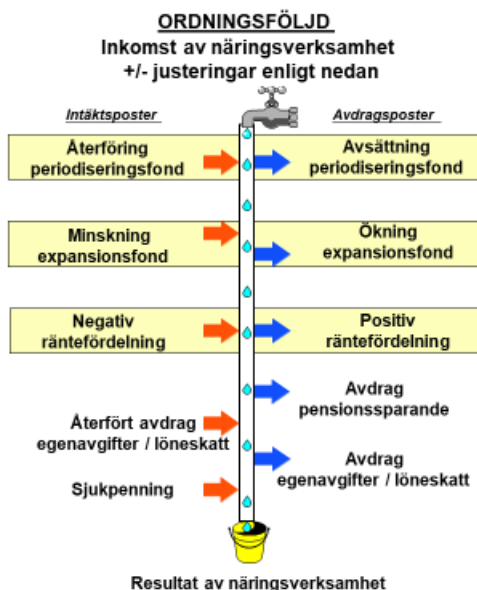 ORDNINGSFÖLJD
Inkomst av näringsverksamhet
+/- justeringar enligt nedan
Intäktsposter
Avdragsposter
Återföring
periodiseringsfond
Avsättning
periodiseringsfond
Minskning
expansionsfond
Ökning
expansionsfond
Negativ
räntefördelning
Positiv
räntefördelning
Avdrag
pensionssparande
Återfört avdrag
egenavgifter / löneskatt
Avdrag
egenavgifter / löneskatt
Sjukpenning
Resultat av näringsverksamhet